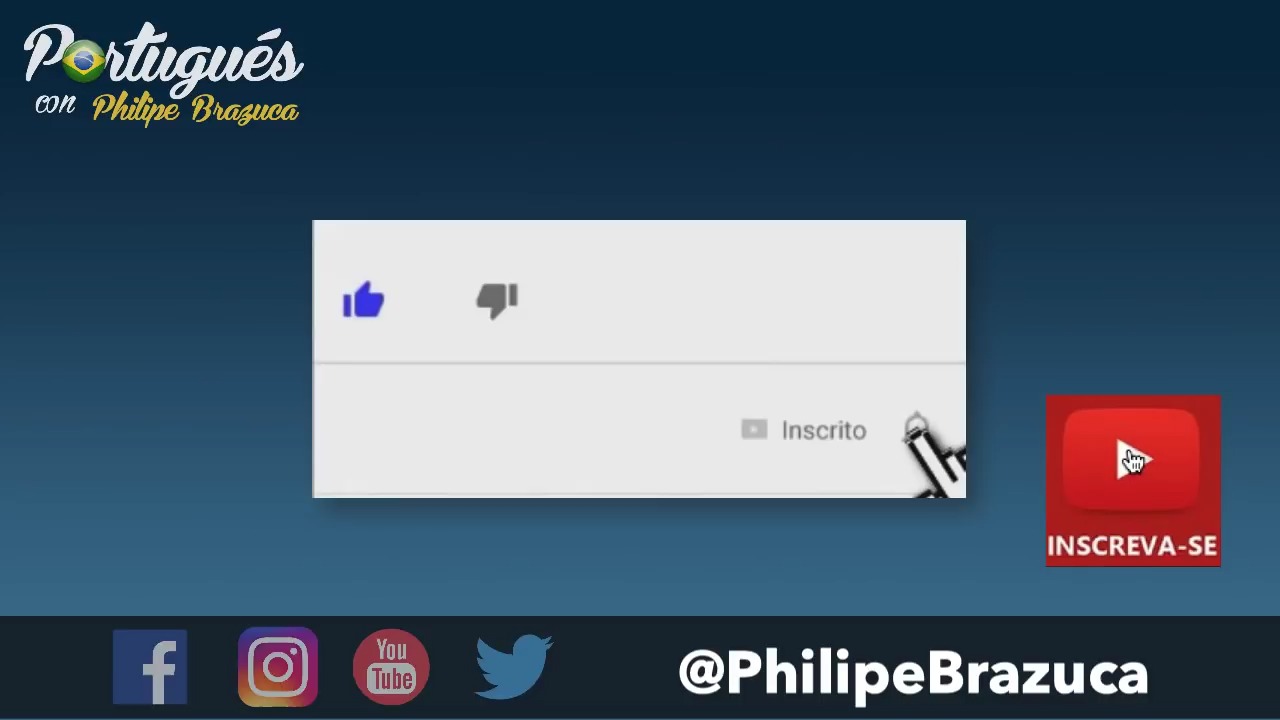 Portugués
con Philipe Brazuca
Inscrito
INSCREVA-SE
You
Tube
@PhilipeBrazuca